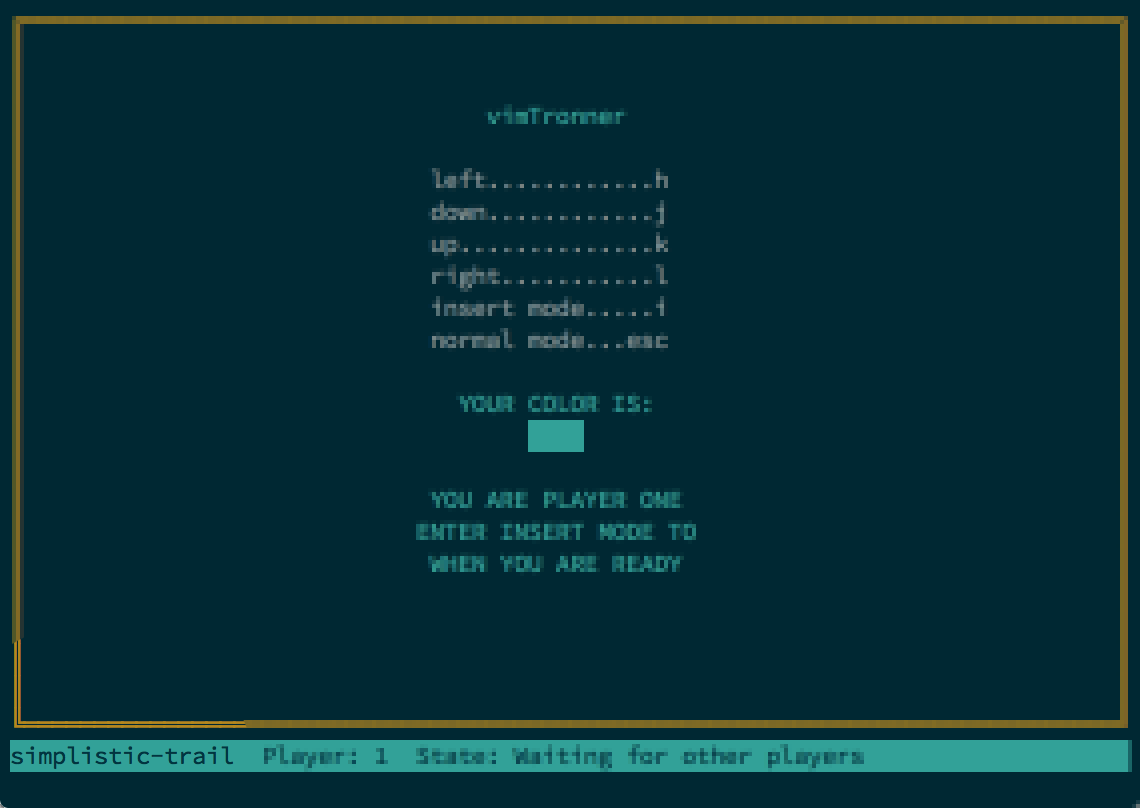 vimTronner
left............h
down............j
up..............k
right...........l
insert mode.....i
normal mode...esc
YOUR COLOR IS:
YOU ARE PLAYER ONE
ENTER INSERT MODE TO
WHEN YOU ARE READY
simplistic-trail  Player: 1  State: Waiting for other players